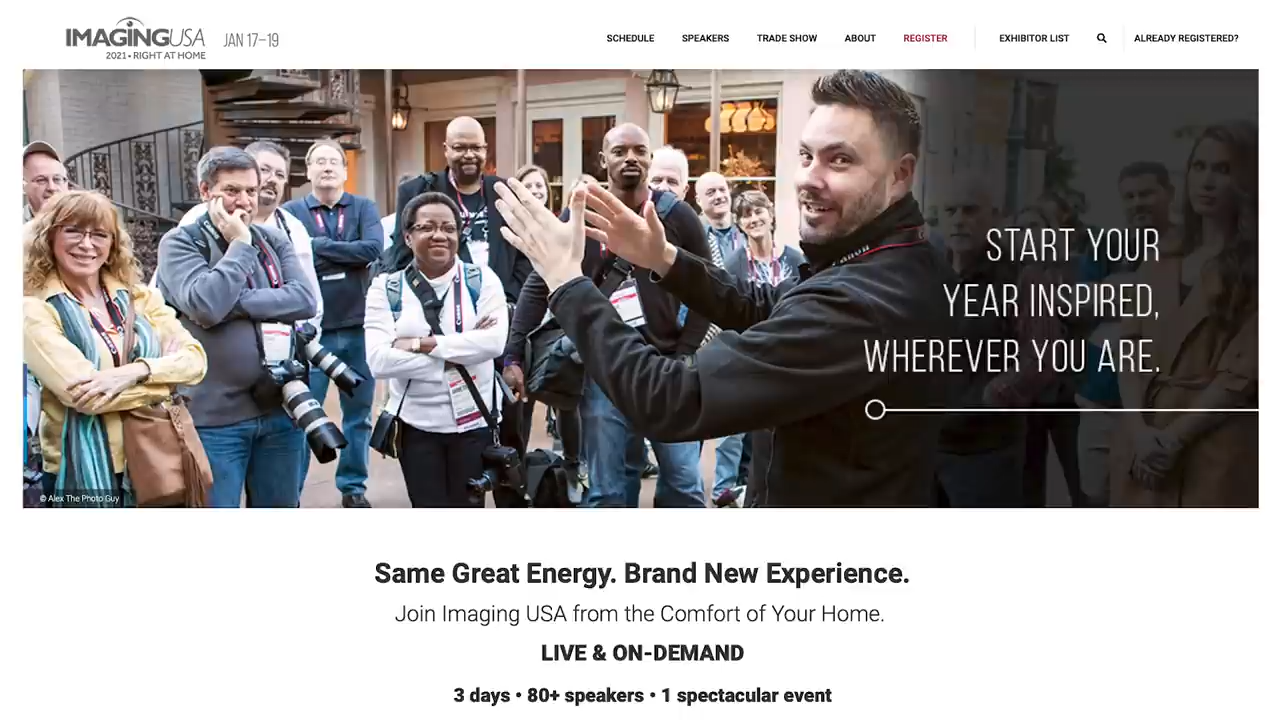 IMAGINGUSA JAN 17–19
2021 • RIGHT AT HOME
SCHEDULE SPEAKERS TRADE SHOW ABOUT REGISTER EXHIBITOR LIST ALREADY REGISTERED?
START YOUR
YEAR INSPIRED,
WHEREVER YOU ARE.
© Alex The Photo Guy
Same Great Energy. Brand New Experience.
Join Imaging USA from the Comfort of Your Home.
LIVE & ON-DEMAND
3 days • 80+ speakers • 1 spectacular event